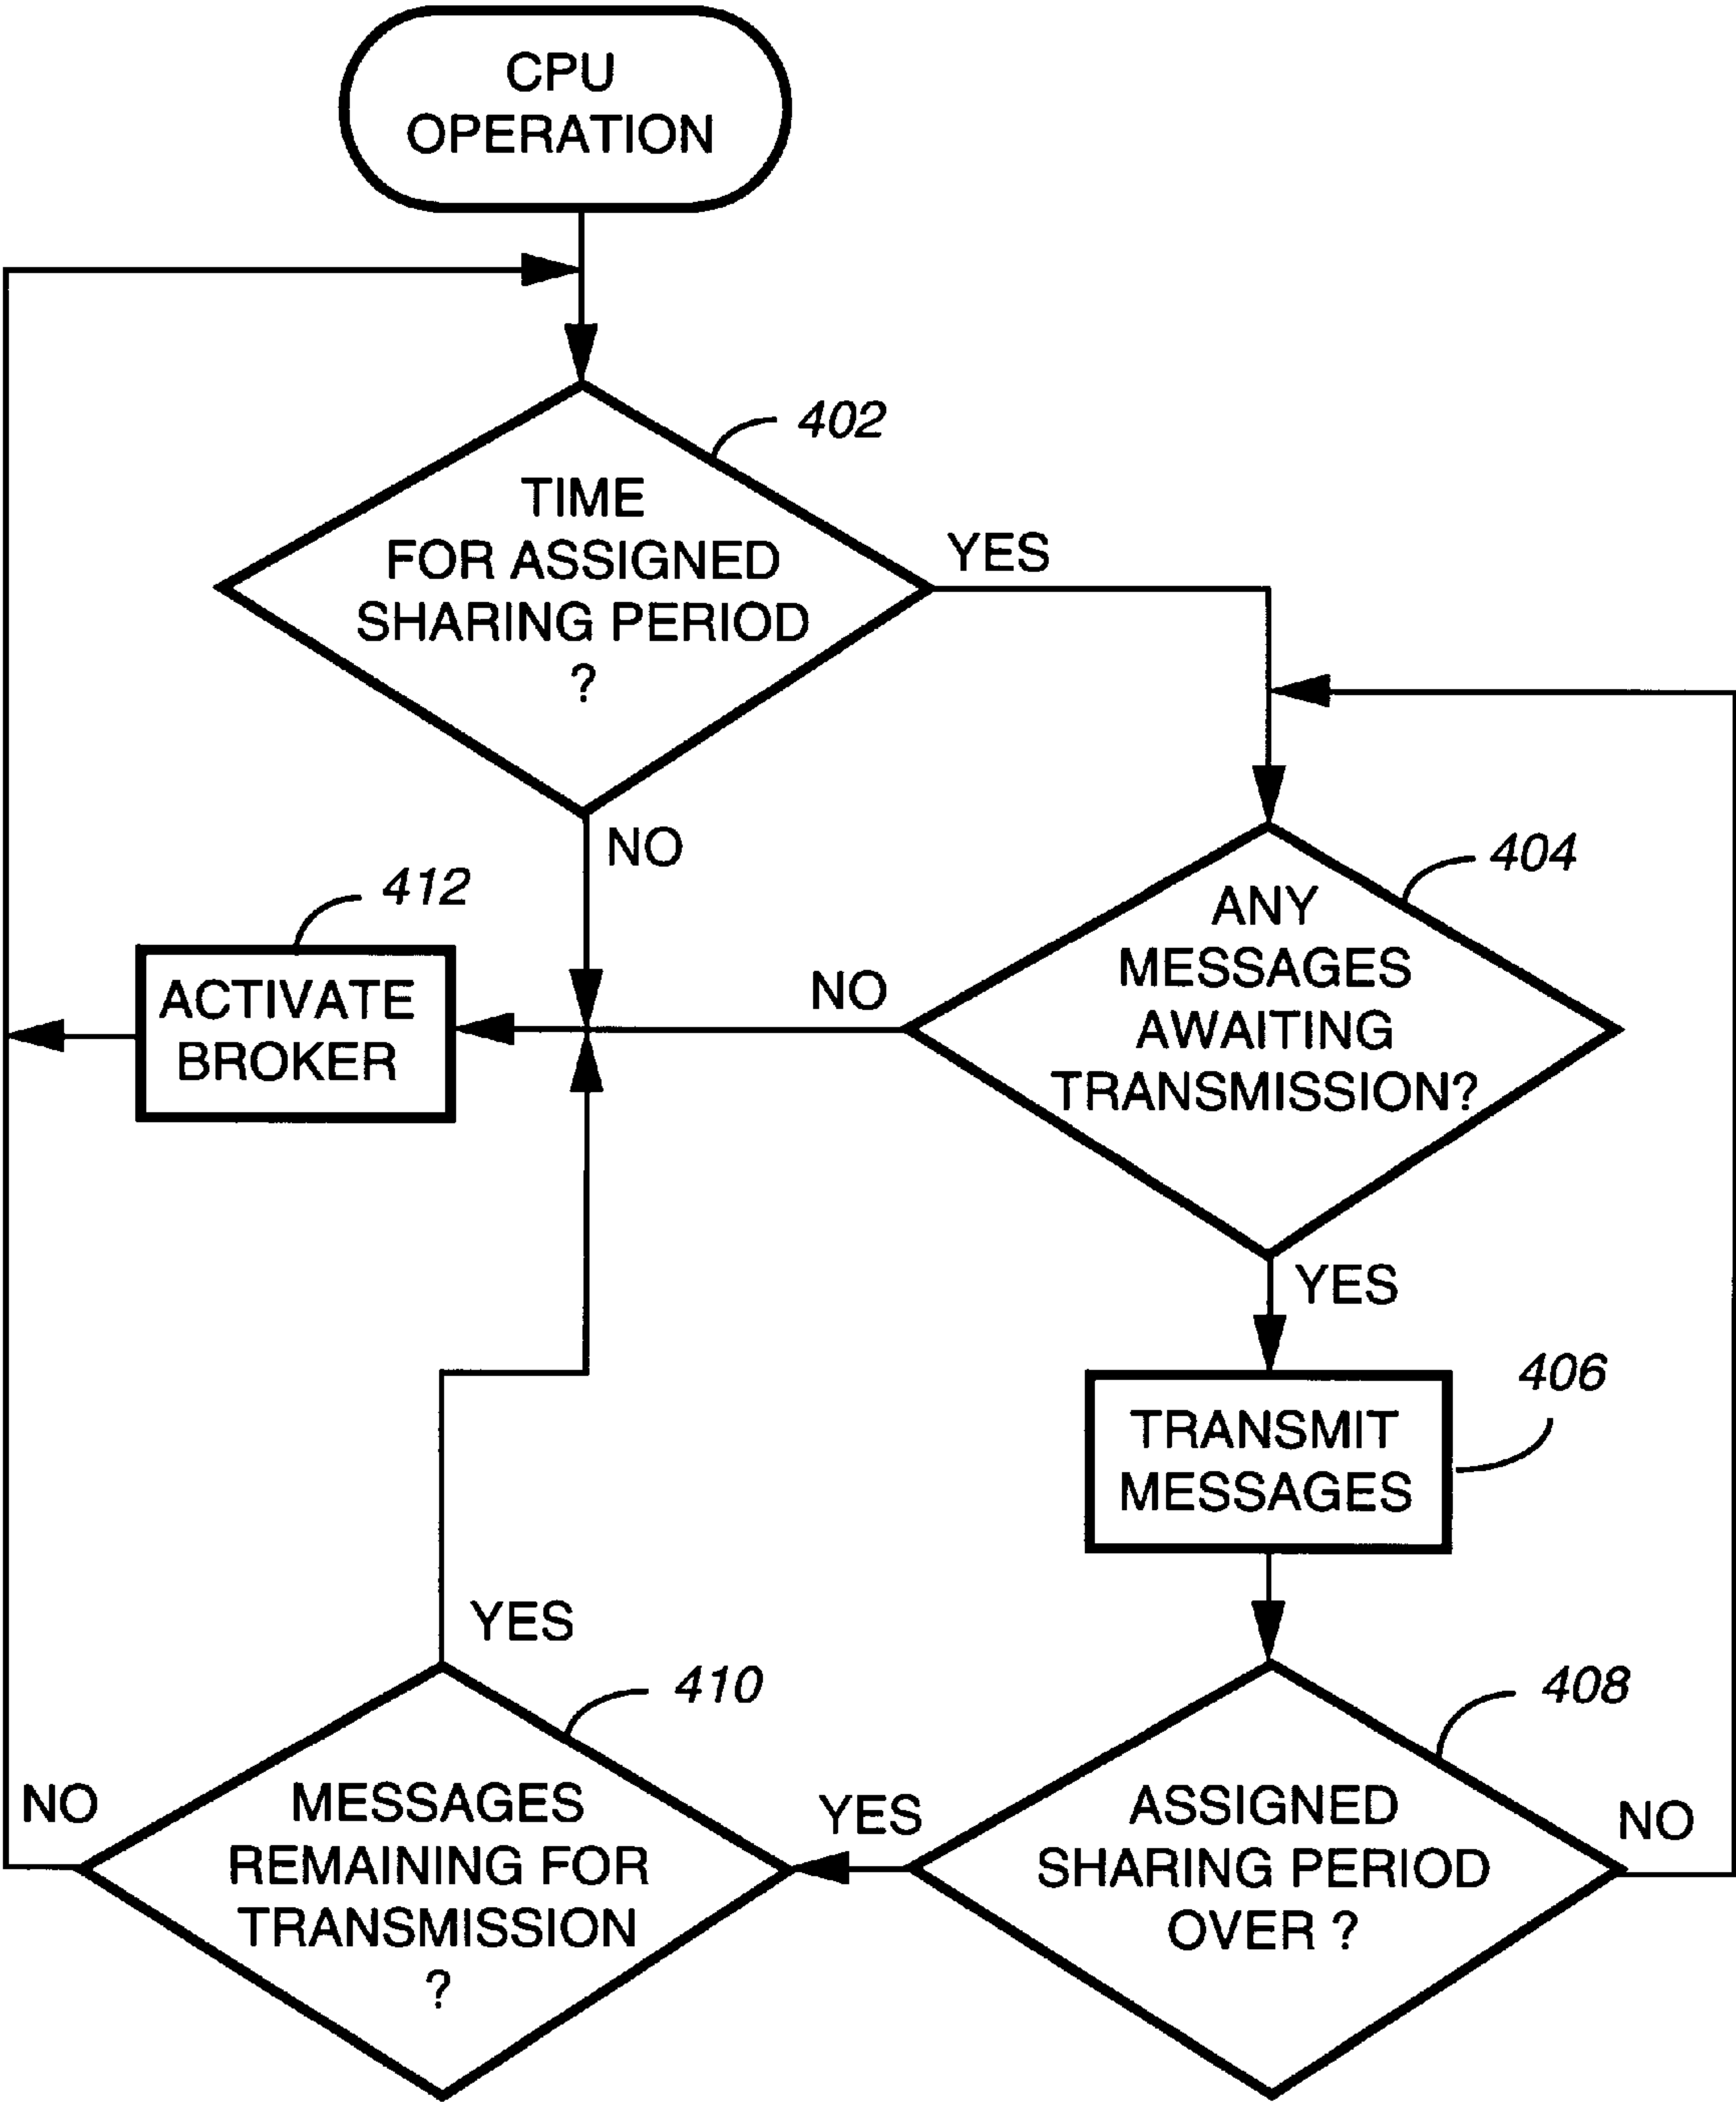 CPU
OPERATION
402
TIME
FOR ASSIGNED
SHARING PERIOD
?
YES
NO
404
ANY
MESSAGES
AWAITING
TRANSMISSION?
NO
412
ACTIVATE
BROKER
YES
406
TRANSMIT
MESSAGES
YES
410
MESSAGES
REMAINING FOR
TRANSMISSION
?
NO
YES
408
ASSIGNED
SHARING PERIOD
OVER ?
NO